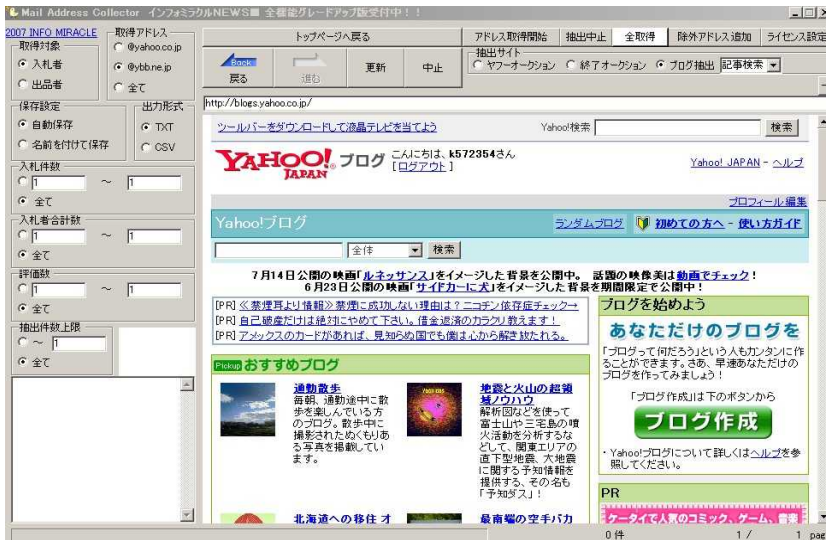 Mail Address Collector インフォミラクルNEWS■ 全機能グレードアップ版受付中！！
2007 INFO MIRACLE
取得対象
入札者
出品者
取得アドレス
@yahoo.co.jp
@ybb.ne.jp
全て
保存設定
自動保存
名前を付けて保存
出力形式
TXT
CSV
入札件数
1 ～ 1
全て
入札者合計数
1 ～ 1
全て
評価数
1 ～ 1
全て
抽出件数上限
～ 1
全て
トップページへ戻る
アドレス取得開始 抽出中止 全取得 除外アドレス追加 ライセンス設定
Back
戻る
進む
更新
中止
抽出サイト
ヤフーオークション 終了オークション ブログ抽出 記事検索
http://blogs.yahoo.co.jp/
ツールバーをダウンロードして液晶テレビを当てよう
Yahoo!検索
検索
YAHOO! JAPAN ブログ
こんにちは、k572354さん
[ログアウト]
Yahoo! JAPAN - ヘルプ
プロフィール編集
Yahoo!ブログ
ランダムブログ
初めての方へ - 使い方ガイド
全体
検索
7月14日公開の映画「ルネッサンス」をイメージした背景を公開中。 話題の映像美は動画でチェック！
6月23日公開の映画「サイドカーに犬」をイメージした背景を期間限定で公開中！
[PR] ≪禁煙耳より情報≫禁煙に成功しない理由は？ニコチン依存症チェック→
[PR] 自己破産だけは絶対にやめて下さい。借金返済のカラクリ教えます！
[PR] アメックスのカードがあれば、見知らぬ国でも僕は心から解き放たれる。
Pickup おすすめブログ
通勤散歩
毎朝、通勤途中に散
歩を楽しんでいる方
のブログ。散歩中に
撮影されたぬくもりあ
る写真を掲載してい
ます。
地震と火山の超領
域ノウハウ
解析図などを使って
富士山や三宅島の噴
火活動を分析するな
どして、関東エリアの
直下型地震、大地震
に関する予知情報を
提供する、その名も
「予知ダス」！
北海道への移住 オ
最南端の空手バカ
ブログを始めよう
あなただけのブログを
「ブログって何だろう」という人もカンタンに作
ることができます。さあ、早速あなただけの
ブログを作ってみましょう！
「ブログ作成」は下のボタンから
ブログ作成
・Yahoo!ブログについて詳しくはヘルプを参
照してください。
PR
ケータイで人気のコミック、ゲーム、音楽
0 件
1 / 1 pag